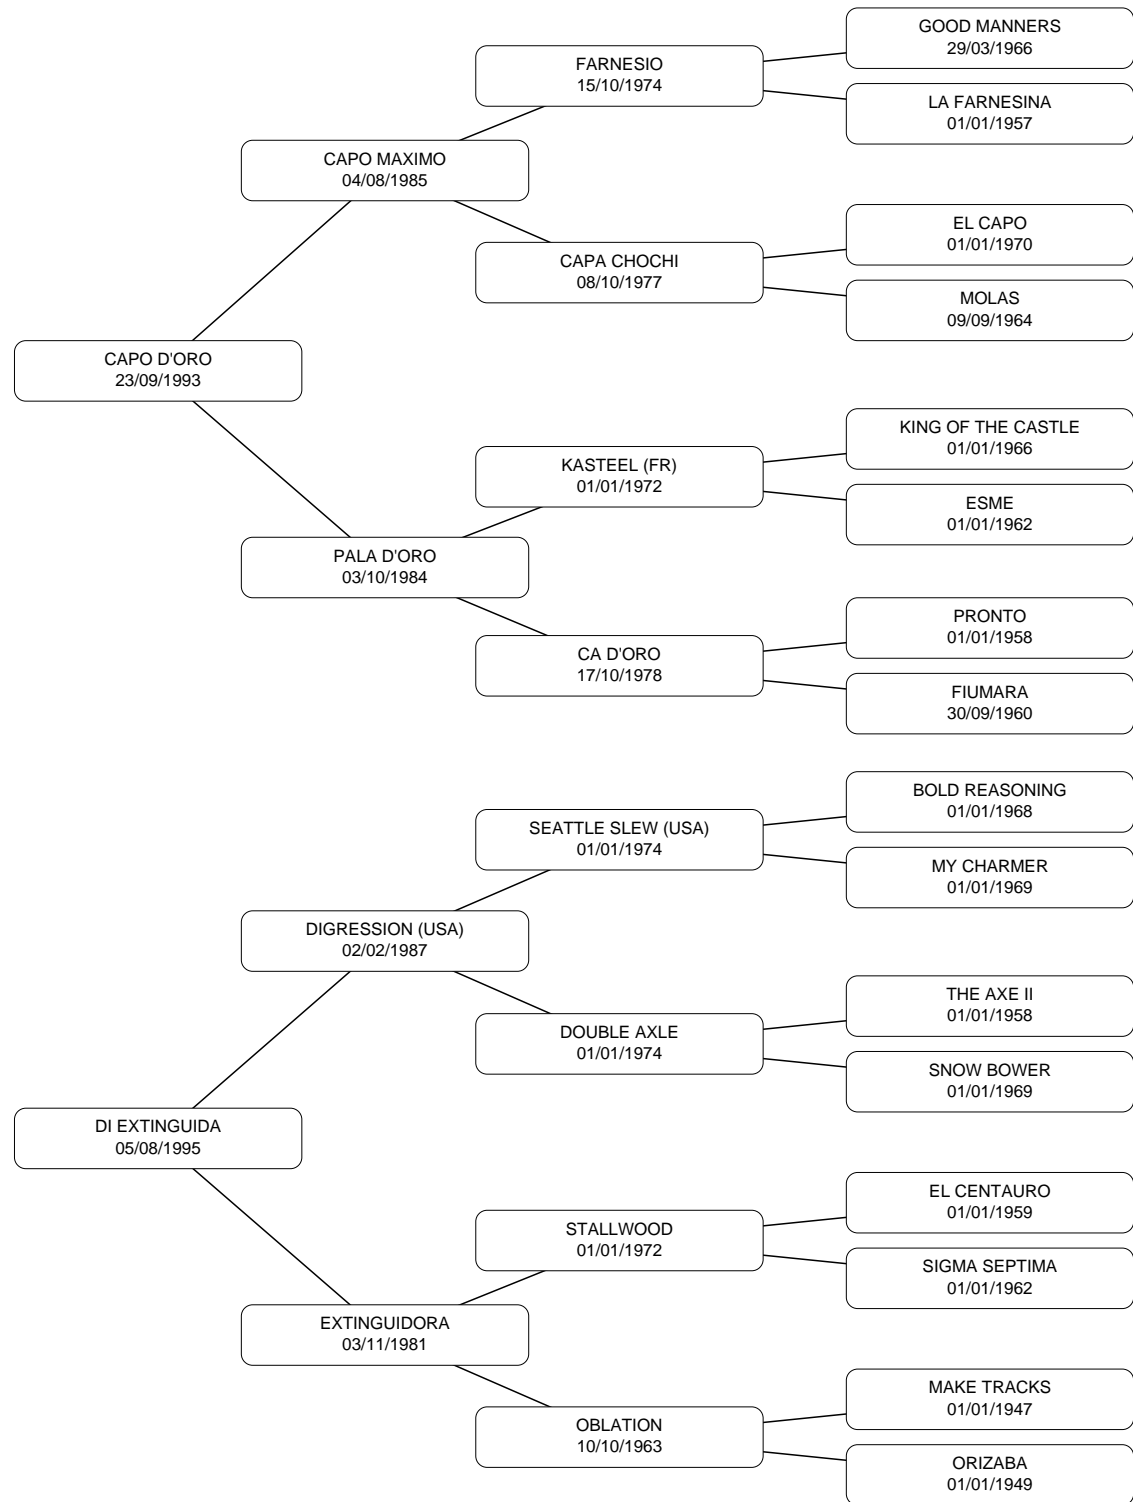 GOOD MANNERS
29/03/1966
FARNESIO
15/10/1974
LA FARNESINA
01/01/1957
CAPO MAXIMO
04/08/1985
EL CAPO
01/01/1970
CAPA CHOCHI
08/10/1977
MOLAS
09/09/1964
CAPO D'ORO
23/09/1993
KING OF THE CASTLE
01/01/1966
KASTEEL (FR)
01/01/1972
ESME
01/01/1962
PALA D'ORO
03/10/1984
PRONTO
01/01/1958
CA D'ORO
17/10/1978
FIUMARA
30/09/1960
BOLD REASONING
01/01/1968
SEATTLE SLEW (USA)
01/01/1974
MY CHARMER
01/01/1969
DIGRESSION (USA)
02/02/1987
THE AXE II
01/01/1958
DOUBLE AXLE
01/01/1974
SNOW BOWER
01/01/1969
DI EXTINGUIDA
05/08/1995
EL CENTAURO
01/01/1959
STALLWOOD
01/01/1972
SIGMA SEPTIMA
01/01/1962
EXTINGUIDORA
03/11/1981
MAKE TRACKS
01/01/1947
OBLATION
10/10/1963
ORIZABA
01/01/1949